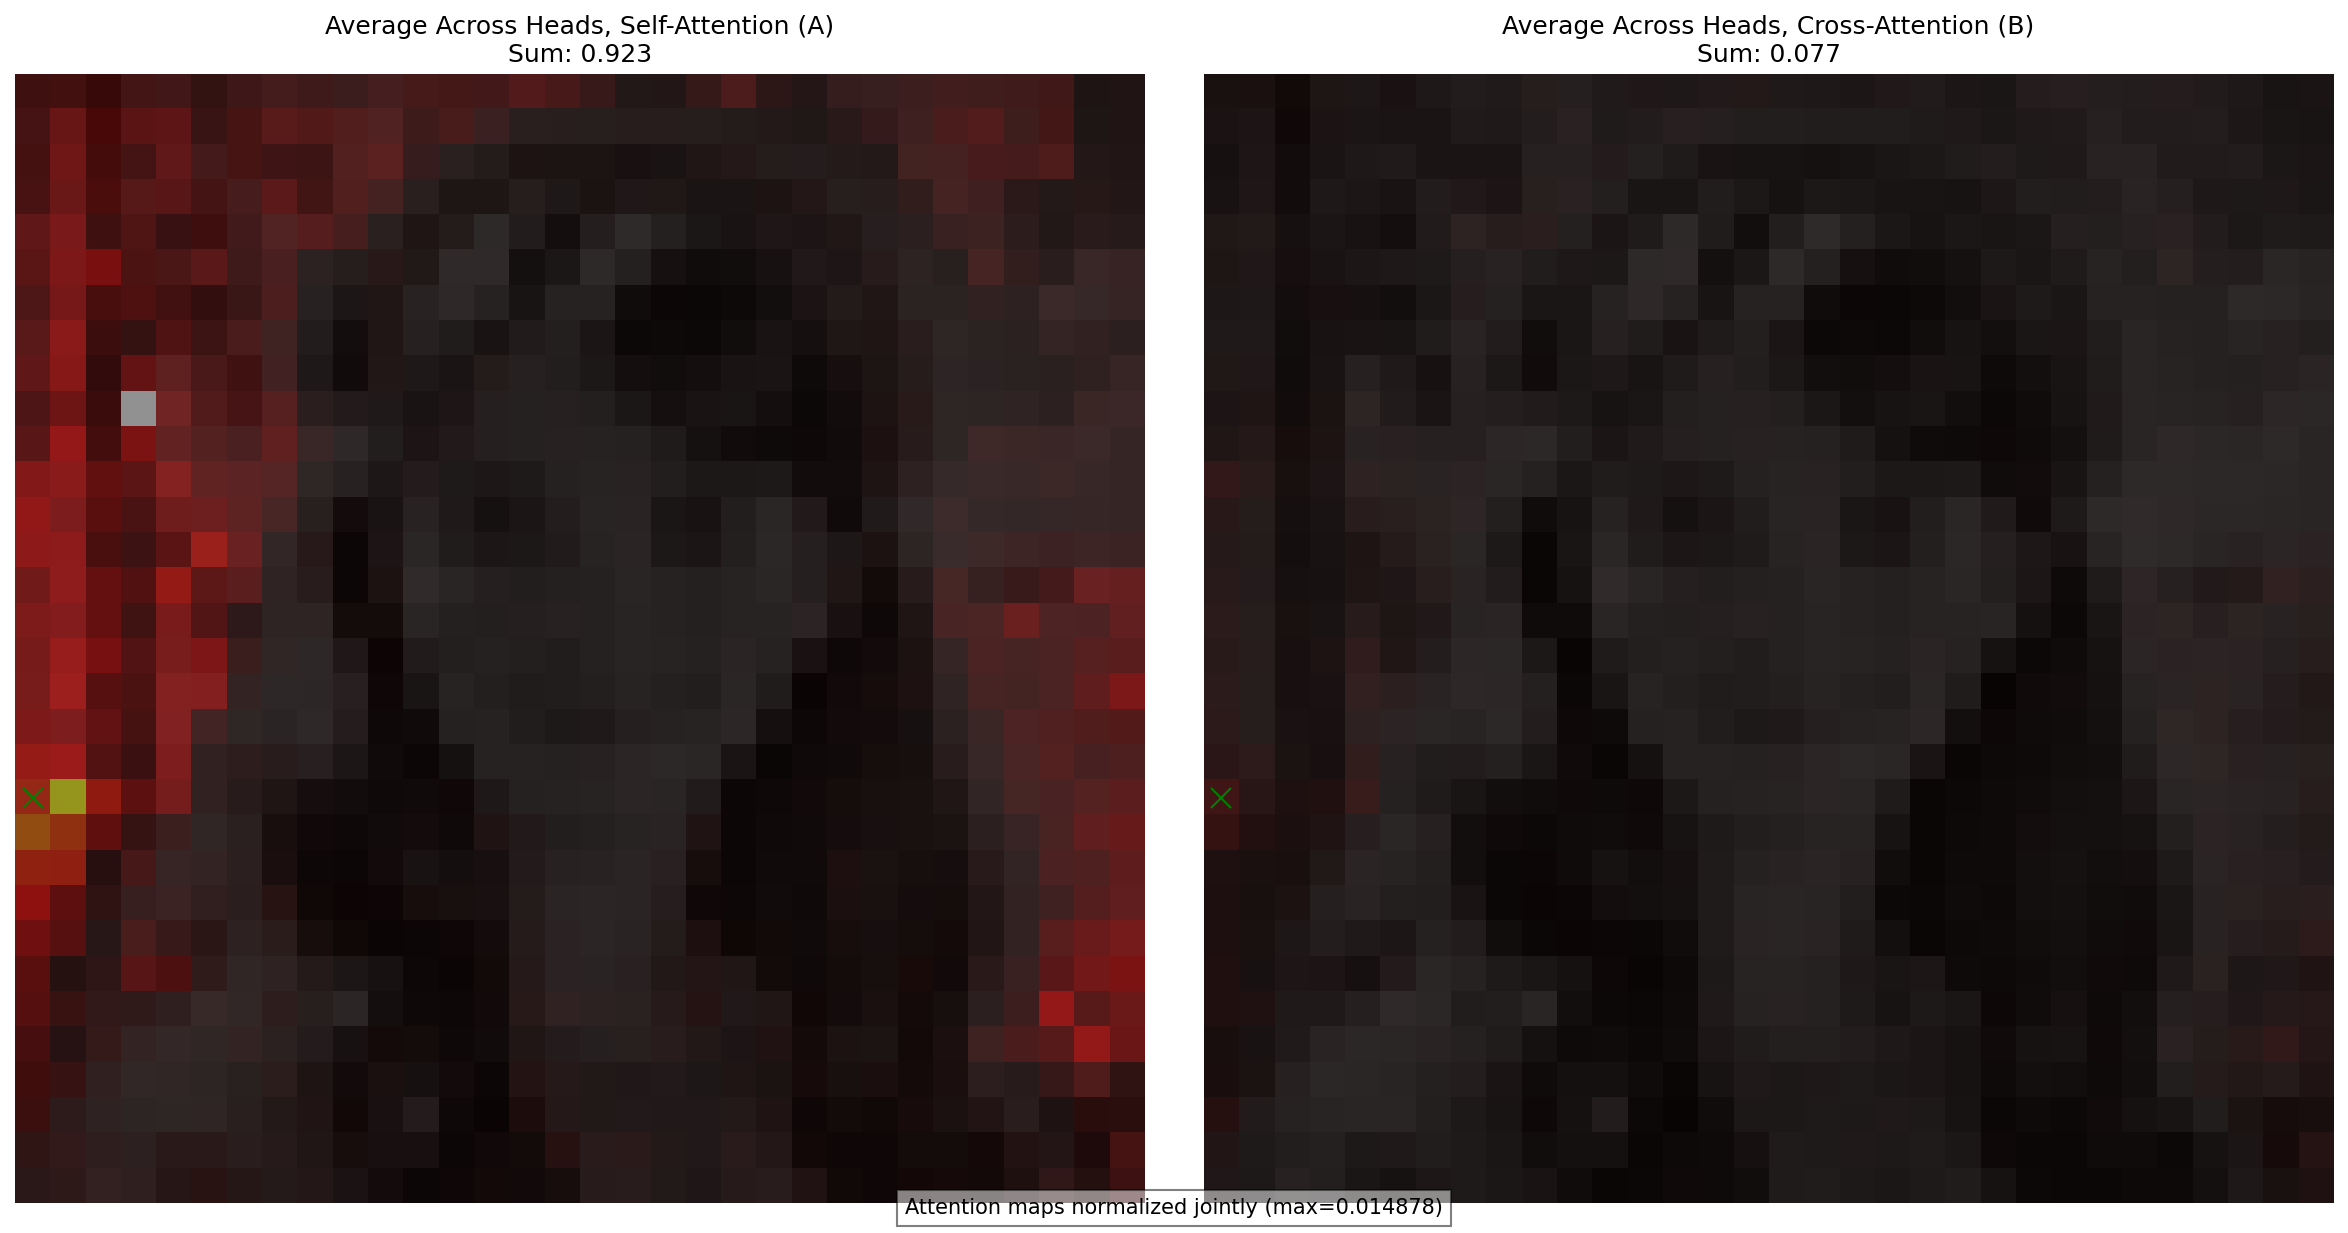 Average Across Heads, Self-Attention (A)
Sum: 0.923
Average Across Heads, Cross-Attention (B)
Sum: 0.077
Attention maps normalized jointly (max=0.014878)